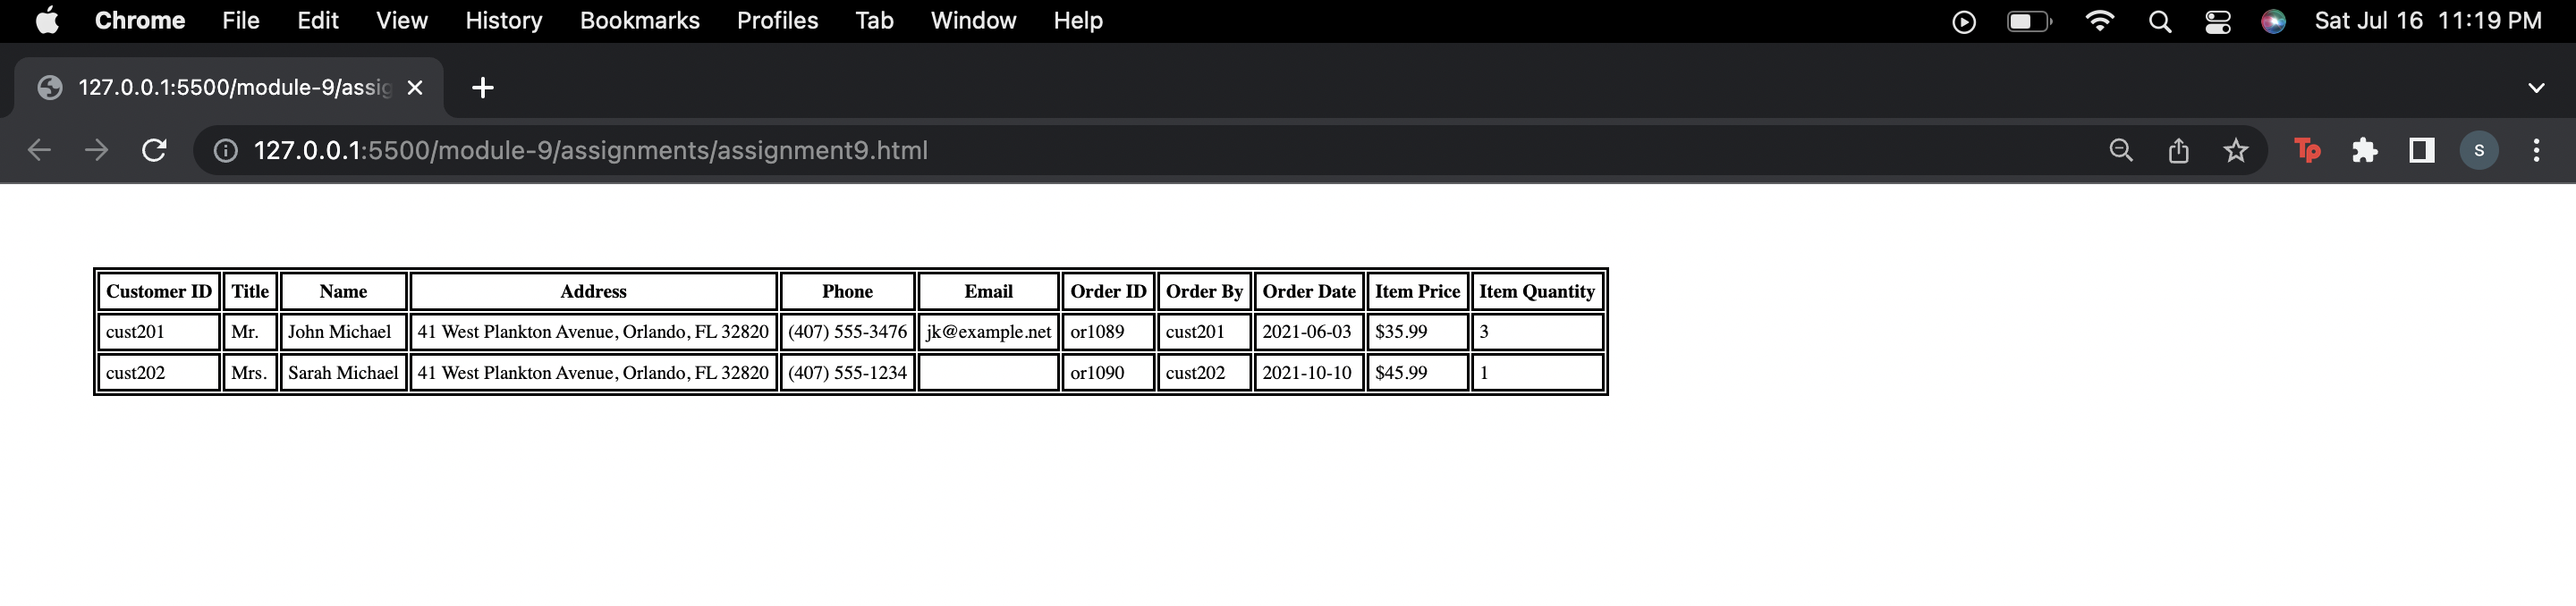 Chrome File Edit View History Bookmarks Profiles Tab Window Help Sat Jul 16 11:19 PM
127.0.0.1:5500/module-9/assig
127.0.0.1:5500/module-9/assignments/assignment9.html Tp S
Customer ID Title Name Address Phone Email Order ID Order By Order Date Item Price Item Quantity
cust201 Mr. John Michael 41 West Plankton Avenue, Orlando, FL 32820 (407) 555-3476 jk@example.net or1089 cust201 2021-06-03 $35.99 3
cust202 Mrs. Sarah Michael 41 West Plankton Avenue, Orlando, FL 32820 (407) 555-1234 or1090 cust202 2021-10-10 $45.99 1